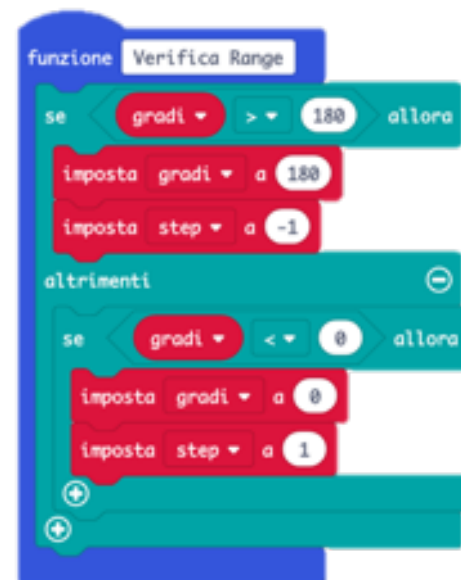 funzione Verifica Range
se gradi > 180 allora
imposta gradi a 180
imposta step a -1
altrimenti
se gradi < 0 allora
imposta gradi a 0
imposta step a 1